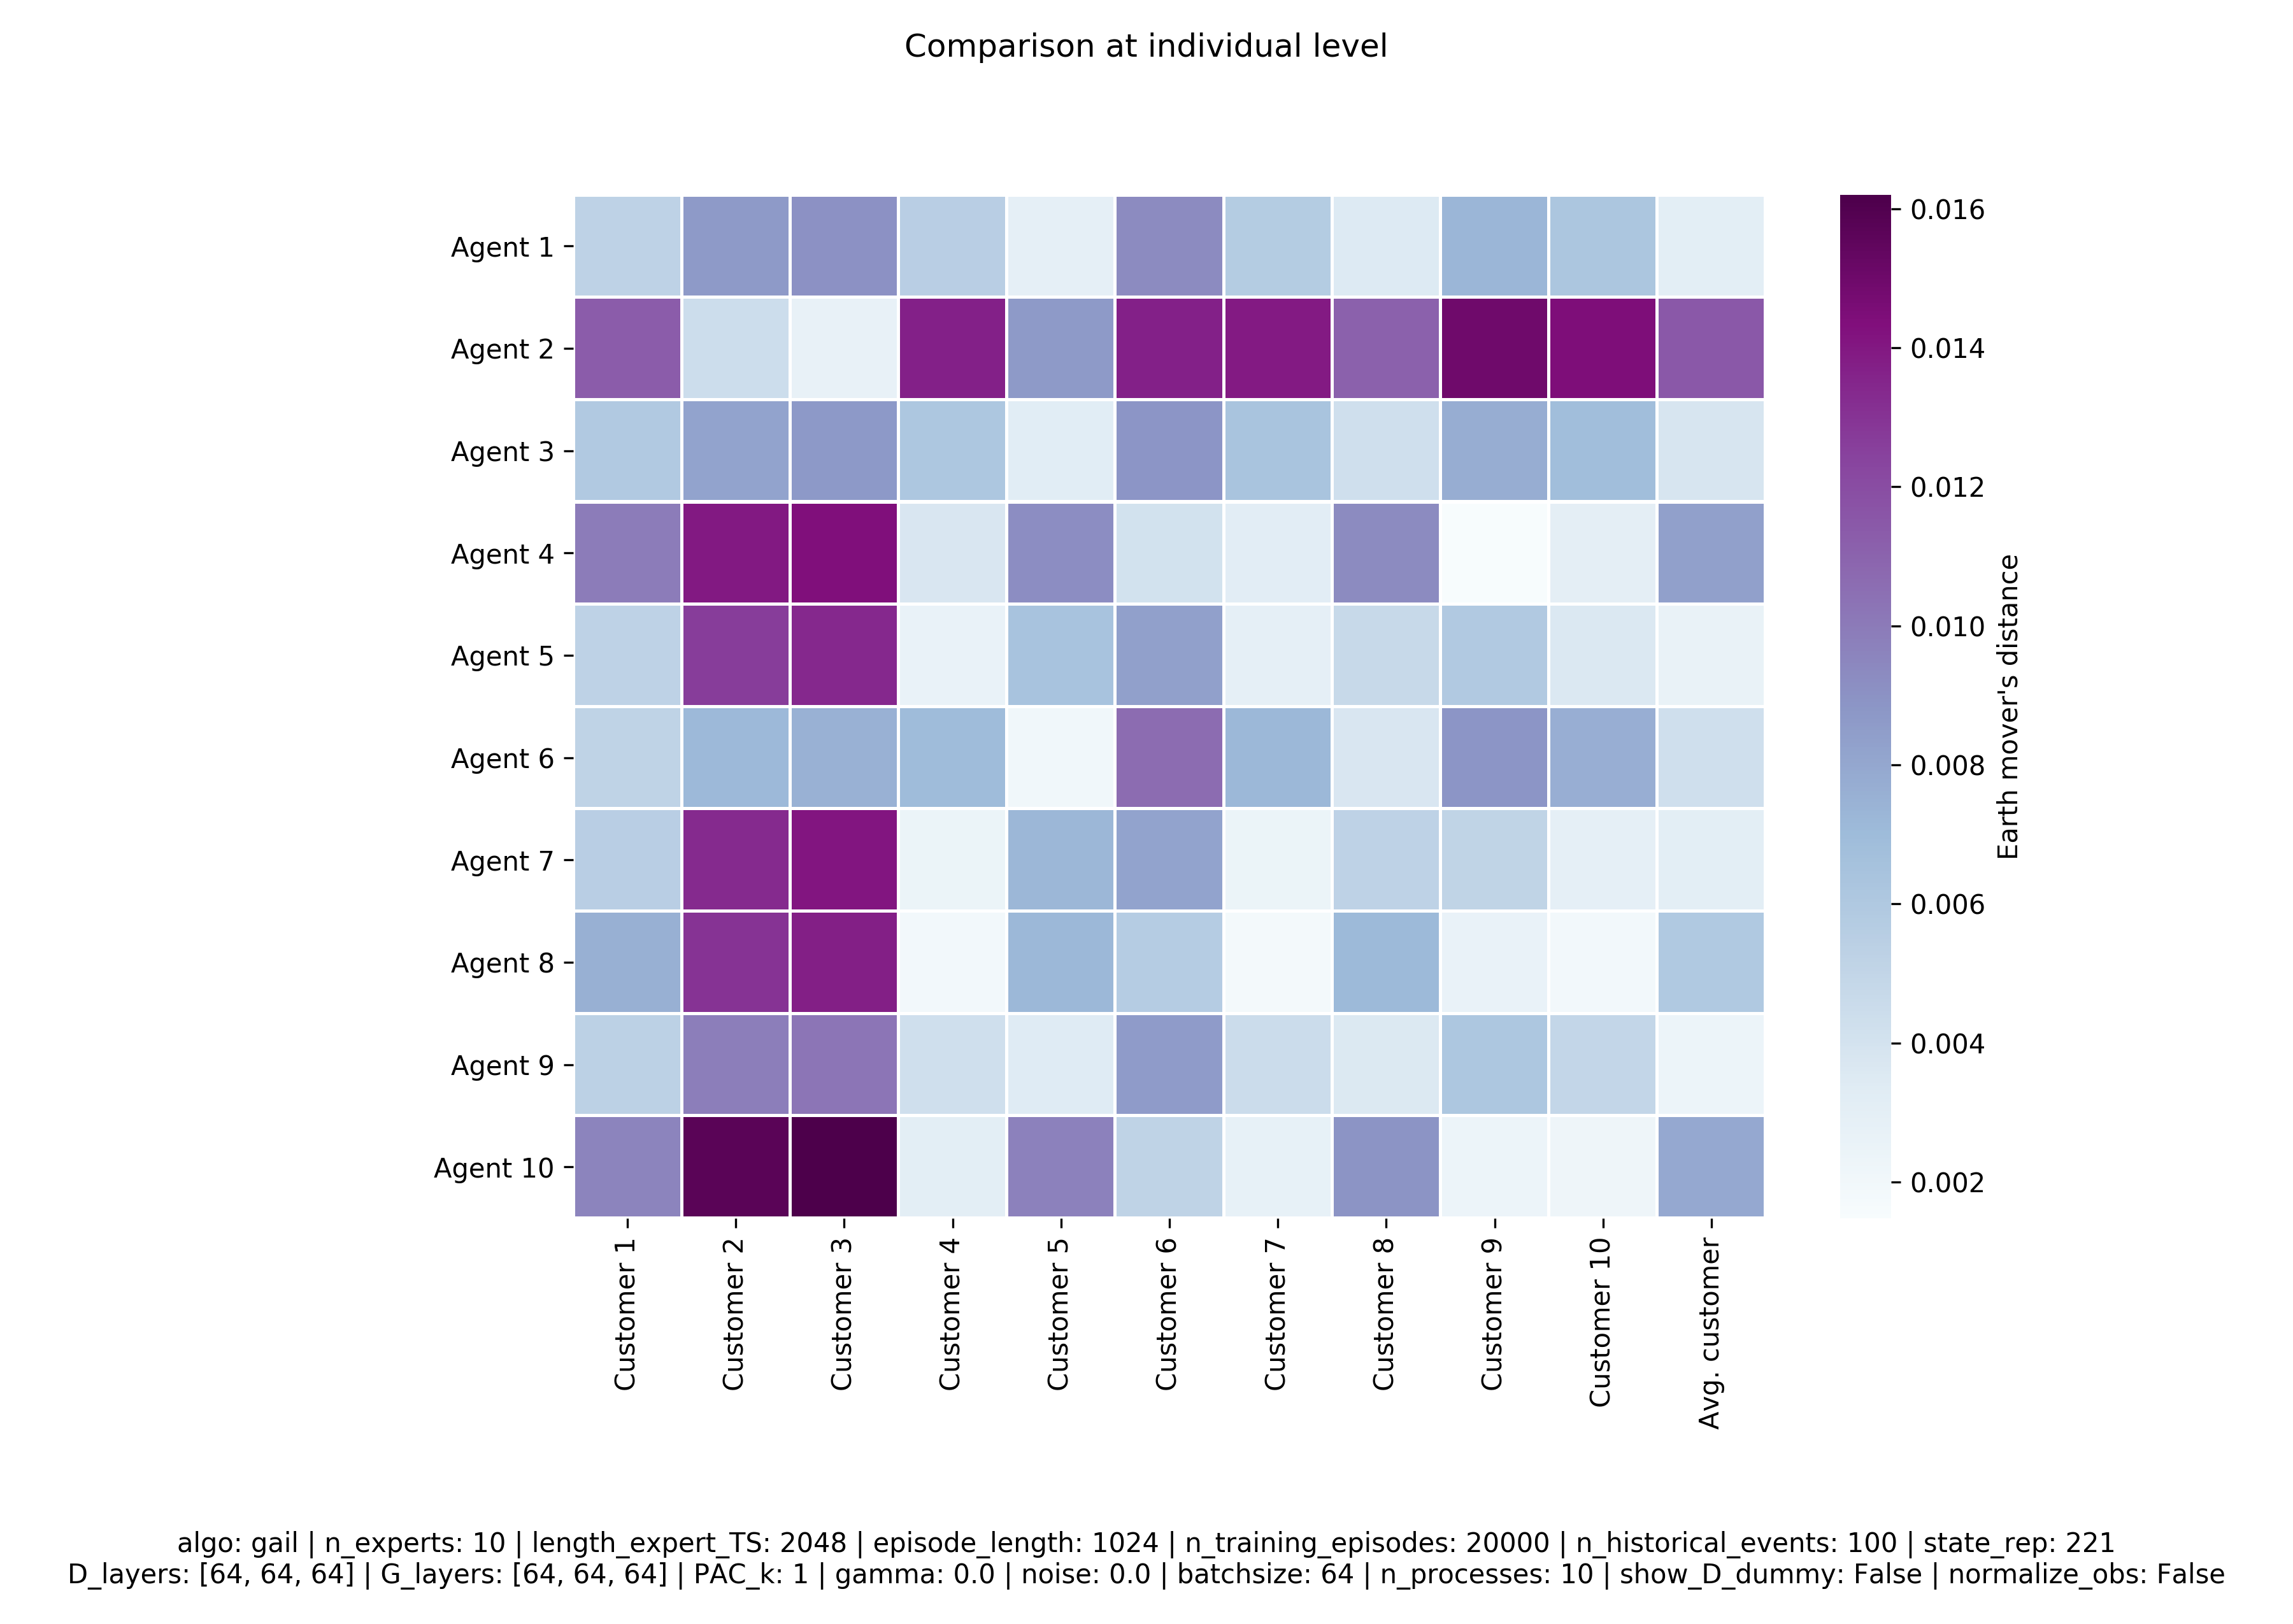 Comparison at individual level
Agent 1
Agent 2
Agent 3
Agent 4
Agent 5
Agent 6
Agent 7
Agent 8
Agent 9
Agent 10
Customer 1
Customer 2
Customer 3
Customer 4
Customer 5
Customer 6
Customer 7
Customer 8
Customer 9
Customer 10
Avg. customer
0.016
0.014
0.012
0.010
0.008
0.006
0.004
0.002
Earth mover's distance
algo: gail | n_experts: 10 | length_expert_TS: 2048 | episode_length: 1024 | n_training_episodes: 20000 | n_historical_events: 100 | state_rep: 221
D_layers: [64, 64, 64] | G_layers: [64, 64, 64] | PAC_k: 1 | gamma: 0.0 | noise: 0.0 | batchsize: 64 | n_processes: 10 | show_D_dummy: False | normalize_obs: False